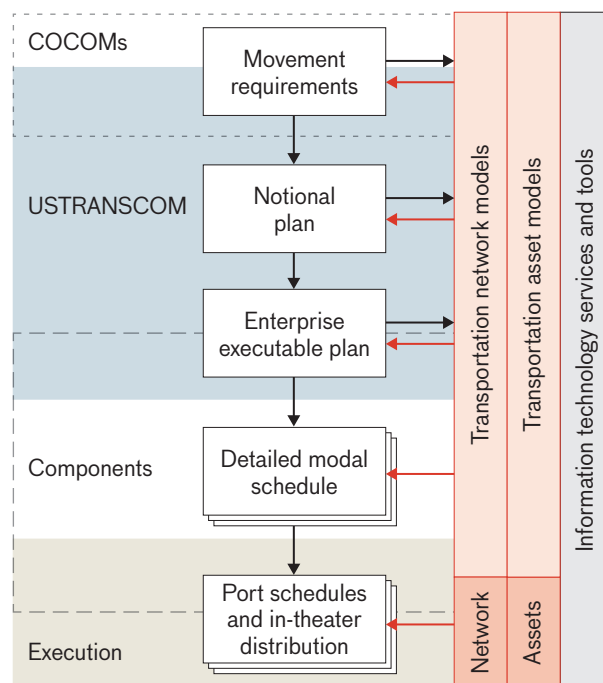 COCOMs
Movement
requirements
USTRANSCOM
Notional
plan
Enterprise
executable plan
Components
Detailed modal
schedule
Port schedules
and in-theater
distribution
Execution
Transportation network models
Transportation asset models
Network
Assets
Information technology services and tools